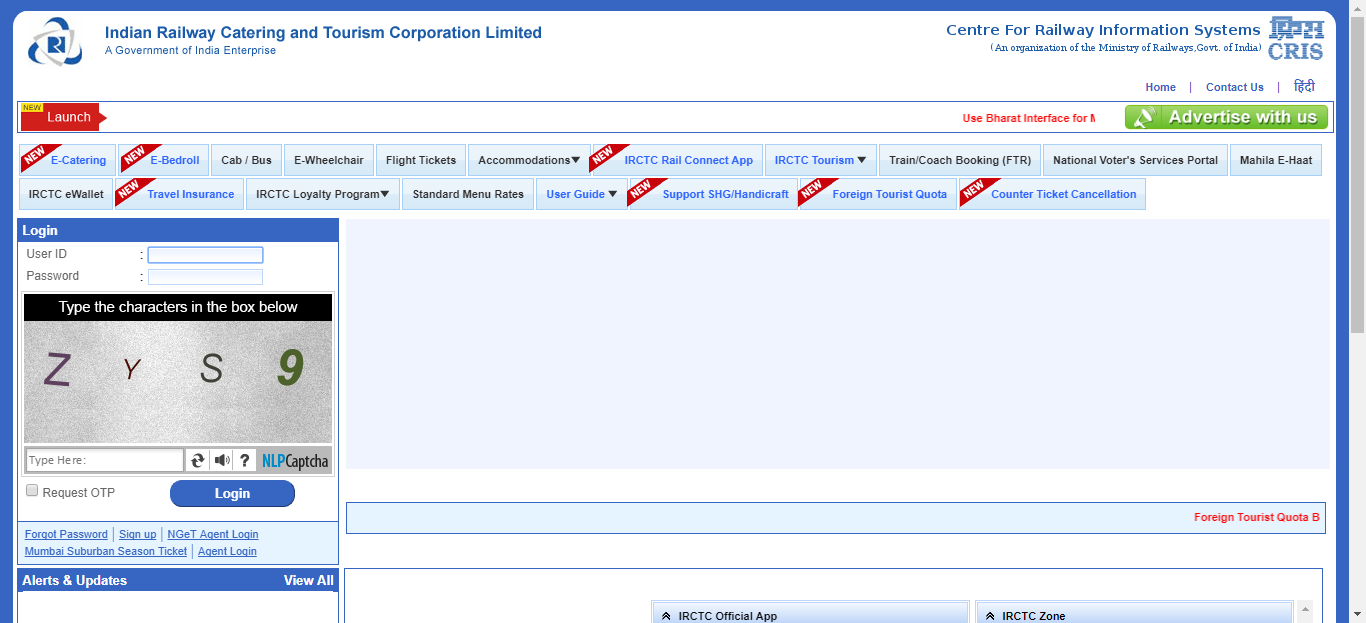 Indian Railway Catering and Tourism Corporation Limited
A Government of India Enterprise
Centre For Railway Information Systems
(An organization of the Ministry of Railways,Govt. of India)
CRIS
Home | Contact Us | हिंदी
NEW
Launch
Use Bharat Interface for
Advertise with us
NEW E-Catering NEW E-Bedroll Cab / Bus E-Wheelchair Flight Tickets Accommodations▼ NEW IRCTC Rail Connect App IRCTC Tourism ▼ Train/Coach Booking (FTR) National Voter's Services Portal Mahila E-Haat
IRCTC eWallet NEW Travel Insurance IRCTC Loyalty Program▼ Standard Menu Rates User Guide ▼ NEW Support SHG/Handicraft NEW Foreign Tourist Quota NEW Counter Ticket Cancellation
Login
User ID :
Password :
Type the characters in the box below
Z Y S 9
Type Here: ? NLPCaptcha
Request OTP Login
Forgot Password | Sign up | NGeT Agent Login
Mumbai Suburban Season Ticket | Agent Login
Foreign Tourist Quota B
Alerts & Updates View All
IRCTC Official App
IRCTC Zone